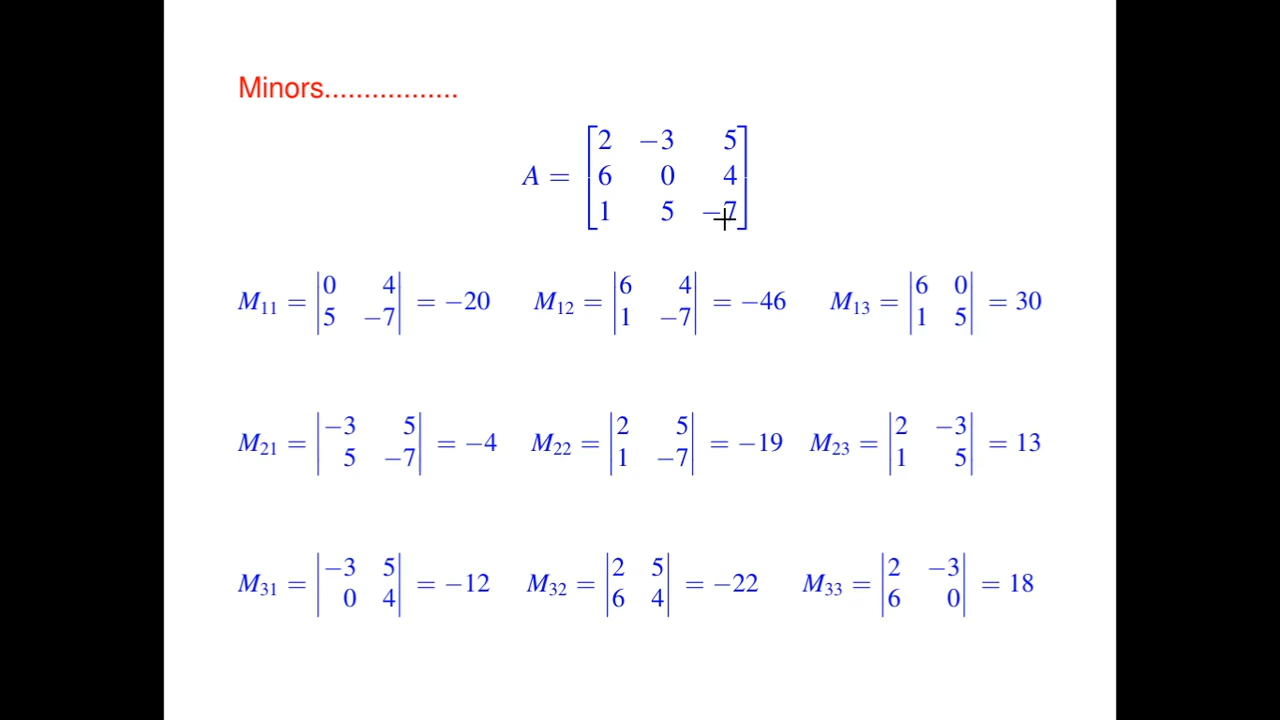 Minors.................
A = [2 −3 5
6 0 4
1 5 −7]
M11 = |0 4| = −20 M12 = |6 4| = −46 M13 = |6 0| = 30
|5 −7| |1 −7| |1 5|
M21 = |−3 5| = −4 M22 = |2 5| = −19 M23 = |2 −3| = 13
|5 −7| |1 −7| |1 5|
M31 = |−3 5| = −12 M32 = |2 5| = −22 M33 = |2 −3| = 18
|0 4| |6 4| |6 0|